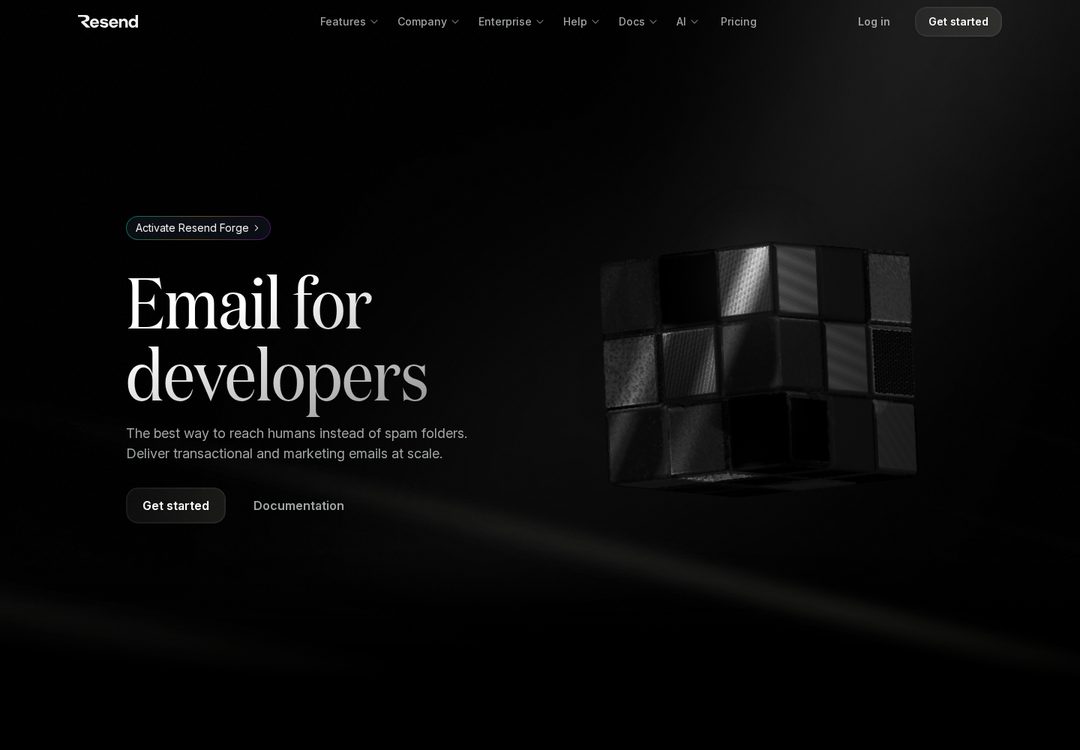 Resend
Features
Company
Enterprise
Help
Docs
AI
Pricing
Log in
Get started
Activate Resend Forge
Email for
developers
The best way to reach humans instead of spam folders.
Deliver transactional and marketing emails at scale.
Get started
Documentation